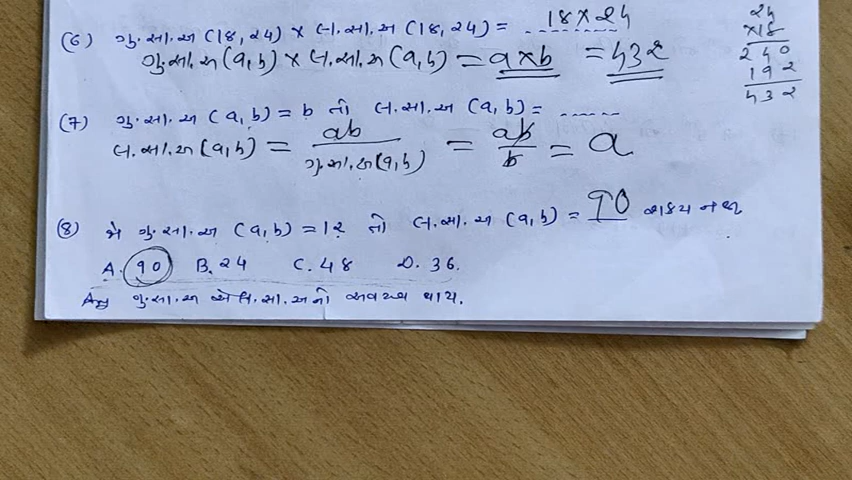 (6) ગુ.સા.અ (18, 24) × લ.સા.અ (18, 24) = 18 × 24
ગુ.સા.અ (a, b) × લ.સા.અ (a, b) = a×b = 432
24
×18
240
192
432
(7) ગુ.સા.અ (a, b) = b તો લ.સા.અ (a, b) = ------
લ.સા.અ (a, b) = ab / ગુ.સા.અ (a, b) = ab / b = a
(8) જો ગુ.સા.અ (a, b) = 12 તો લ.સા.અ (a, b) = 90 શક્ય નથી
A. 90 B. 24 C. 48 D. 36.
Ans ગુ.સા.અ એ લ.સા.અ નો અવયવ થાય.